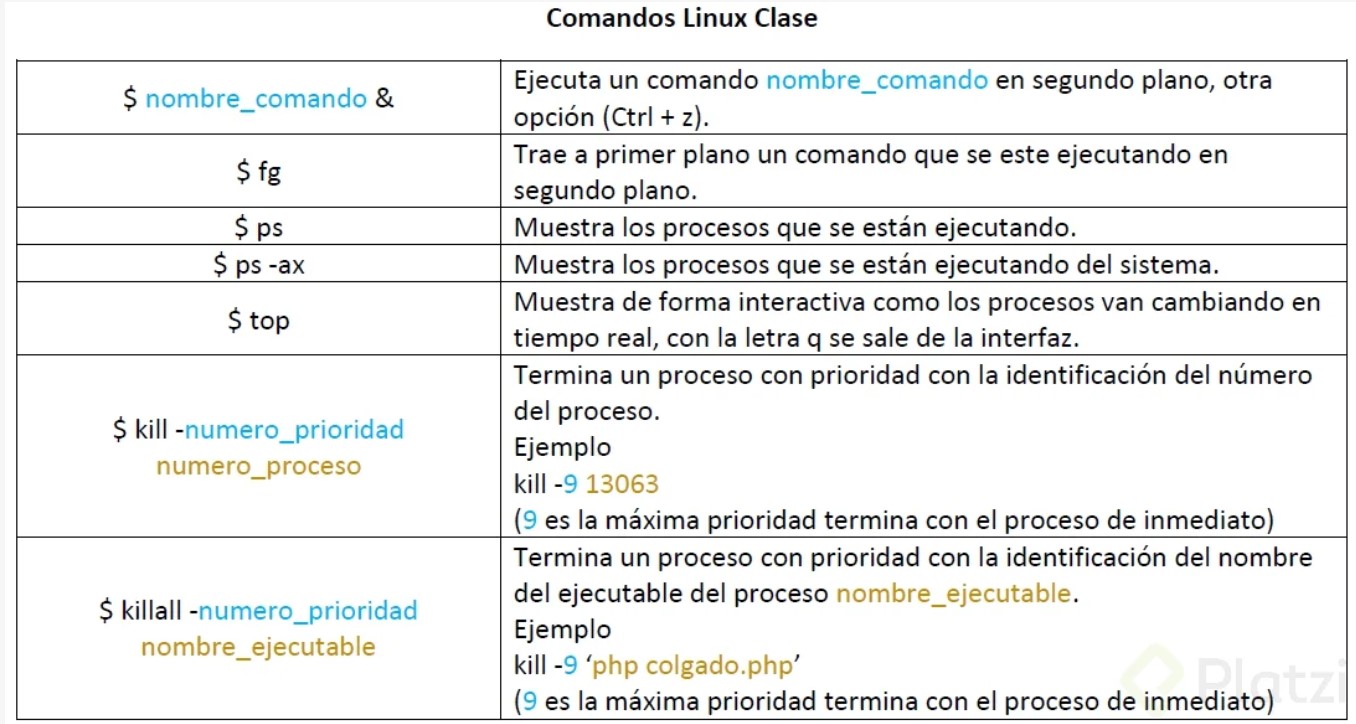 Comandos Linux Clase
$ nombre_comando &
Ejecuta un comando nombre_comando en segundo plano, otra
opción (Ctrl + z).
$ fg
Trae a primer plano un comando que se este ejecutando en
segundo plano.
$ ps
Muestra los procesos que se están ejecutando.
$ ps -ax
Muestra los procesos que se están ejecutando del sistema.
$ top
Muestra de forma interactiva como los procesos van cambiando en
tiempo real, con la letra q se sale de la interfaz.
$ kill -numero_prioridad
numero_proceso
Termina un proceso con prioridad con la identificación del número
del proceso.
Ejemplo
kill -9 13063
(9 es la máxima prioridad termina con el proceso de inmediato)
$ killall -numero_prioridad
nombre_ejecutable
Termina un proceso con prioridad con la identificación del nombre
del ejecutable del proceso nombre_ejecutable.
Ejemplo
kill -9 ‘php colgado.php’
(9 es la máxima prioridad termina con el proceso de inmediato)
Platzi